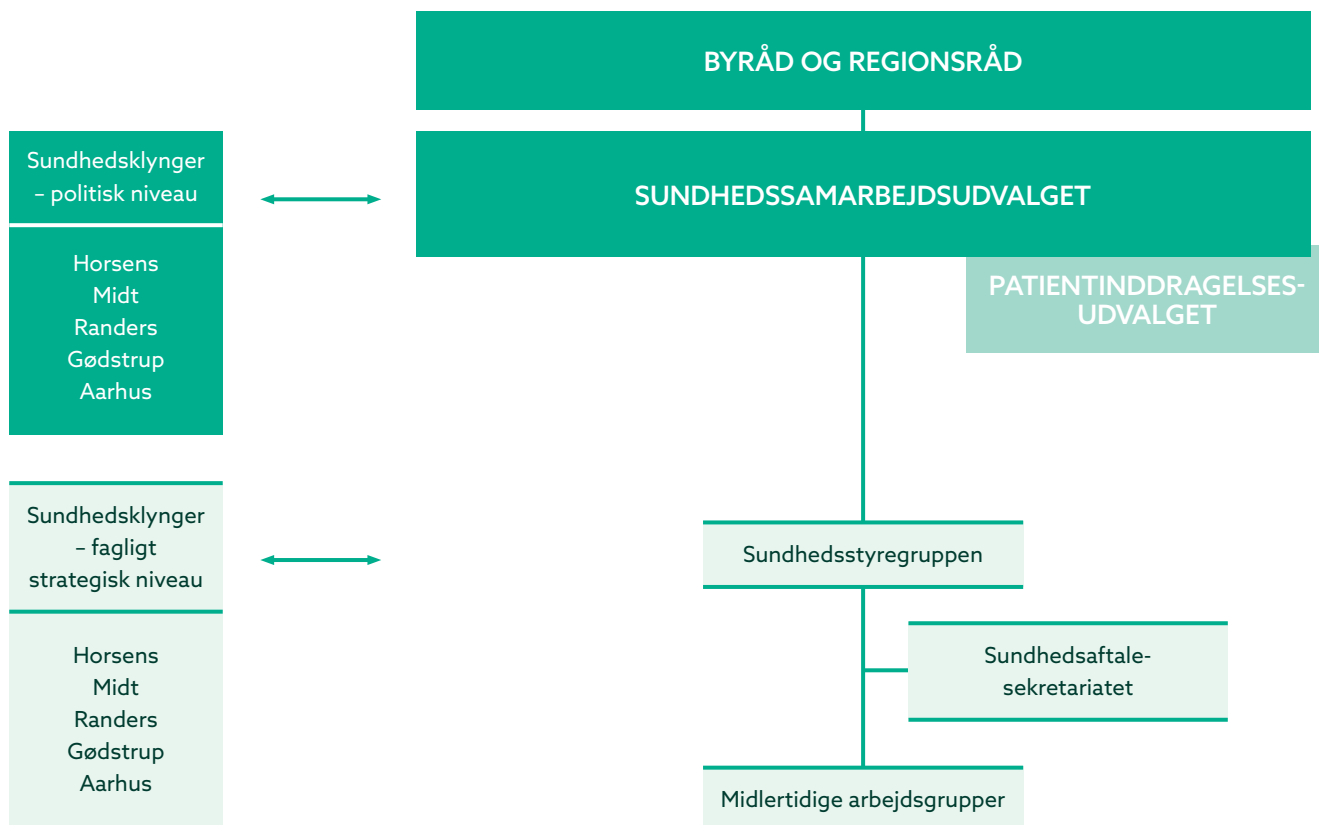 BYRÅD OG REGIONSRÅD
Sundhedsklynger
– politisk niveau
SUNDHEDSSAMARBEJDSUDVALGET
Horsens
Midt
Randers
Gødstrup
Aarhus
PATIENTINDDRAGELSES-
UDVALGET
Sundhedsklynger
– fagligt
strategisk niveau
Sundhedsstyregruppen
Horsens
Midt
Randers
Gødstrup
Aarhus
Sundhedsaftale-
sekretariatet
Midlertidige arbejdsgrupper